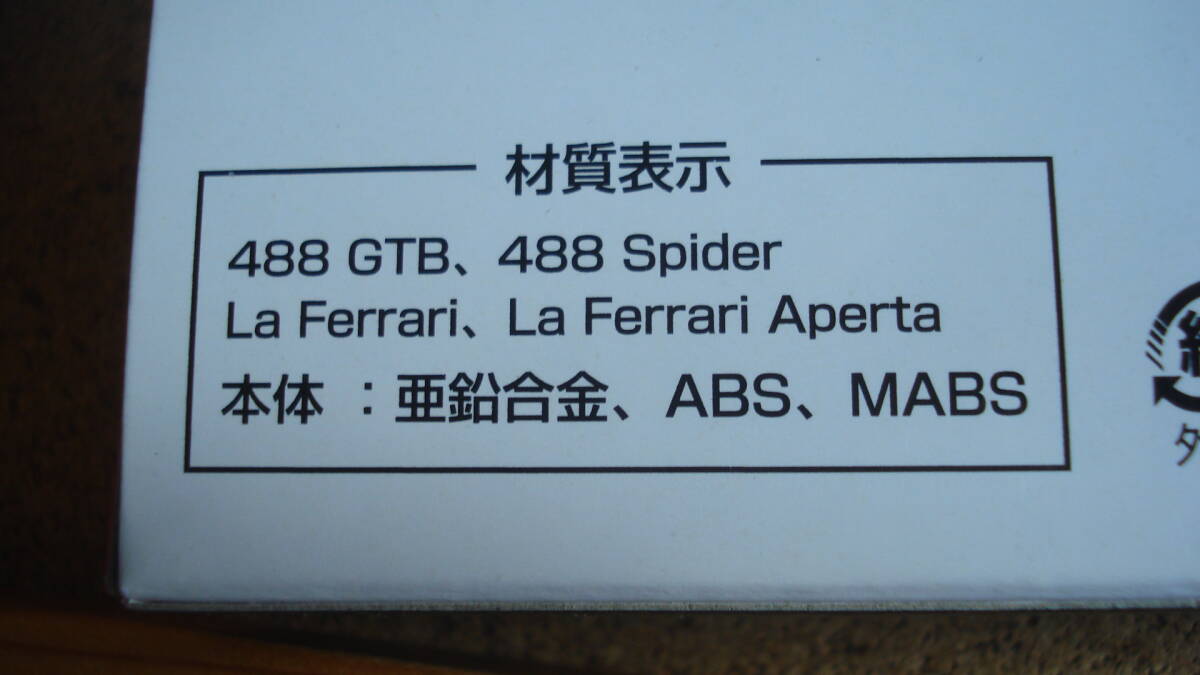 材質表示
488 GTB、488 Spider
La Ferrari、La Ferrari Aperta
本体 ：亜鉛合金、ABS、MABS